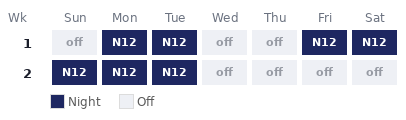 Wk Sun Mon Tue Wed Thu Fri Sat
1 off N12 N12 off off N12 N12
2 N12 N12 N12 off off off off
Night Off